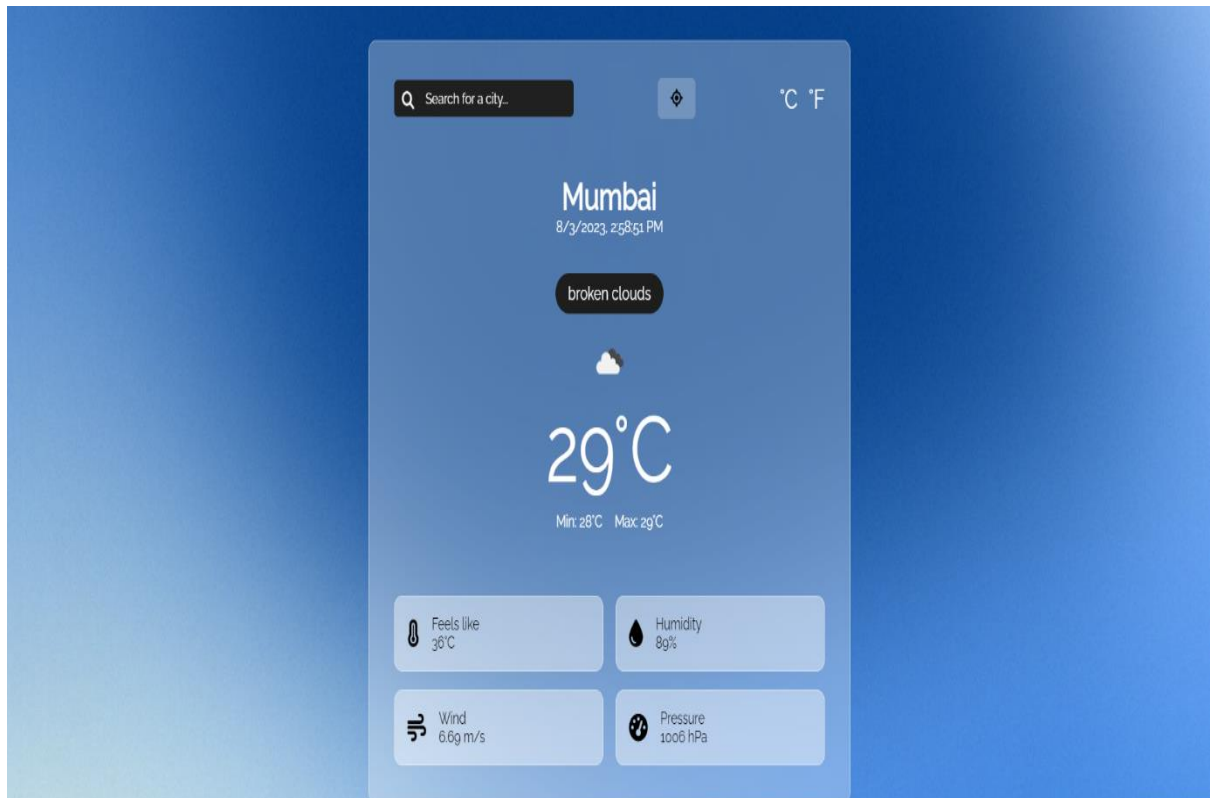 Search for a city...
°C °F
Mumbai
8/3/2023, 2:58:51 PM
broken clouds
29°C
Min: 28°C Max: 29°C
Feels like
36°C
Humidity
89%
Wind
6.69 m/s
Pressure
1006 hPa